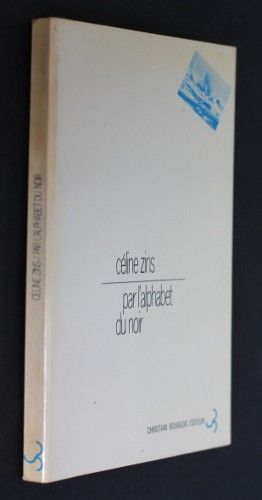 CÉLINE ZINS / PAR L'ALPHABET DU NOIR
céline zins
par l'alphabet
du noir
CHRISTIAN BOURGOIS EDITEUR